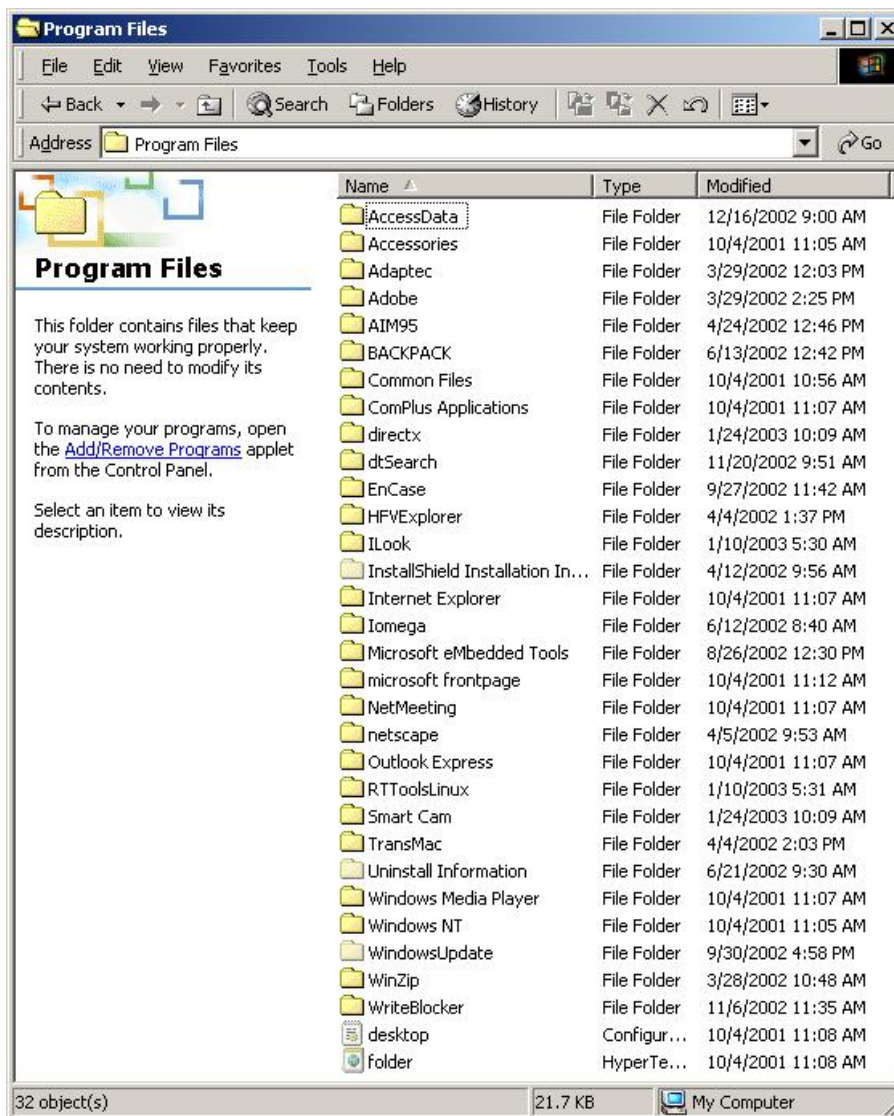 Program Files
File Edit View Favorites Tools Help
Back Search Folders History
Address Program Files Go
Program Files
This folder contains files that keep
your system working properly.
There is no need to modify its
contents.
To manage your programs, open
the Add/Remove Programs applet
from the Control Panel.
Select an item to view its
description.
Name Type Modified
AccessData File Folder 12/16/2002 9:00 AM
Accessories File Folder 10/4/2001 11:05 AM
Adaptec File Folder 3/29/2002 12:03 PM
Adobe File Folder 3/29/2002 2:25 PM
AIM95 File Folder 4/24/2002 12:46 PM
BACKPACK File Folder 6/13/2002 12:42 PM
Common Files File Folder 10/4/2001 10:56 AM
ComPlus Applications File Folder 10/4/2001 11:07 AM
directx File Folder 1/24/2003 10:09 AM
dtSearch File Folder 11/20/2002 9:51 AM
EnCase File Folder 9/27/2002 11:42 AM
HFVExplorer File Folder 4/4/2002 1:37 PM
ILook File Folder 1/10/2003 5:30 AM
InstallShield Installation In... File Folder 4/12/2002 9:56 AM
Internet Explorer File Folder 10/4/2001 11:07 AM
Iomega File Folder 6/12/2002 8:40 AM
Microsoft eMbedded Tools File Folder 8/26/2002 12:30 PM
microsoft frontpage File Folder 10/4/2001 11:12 AM
NetMeeting File Folder 10/4/2001 11:07 AM
netscape File Folder 4/5/2002 9:53 AM
Outlook Express File Folder 10/4/2001 11:07 AM
RTToolsLinux File Folder 1/10/2003 5:31 AM
Smart Cam File Folder 1/24/2003 10:09 AM
TransMac File Folder 4/4/2002 2:03 PM
Uninstall Information File Folder 6/21/2002 9:30 AM
Windows Media Player File Folder 10/4/2001 11:07 AM
Windows NT File Folder 10/4/2001 11:05 AM
WindowsUpdate File Folder 9/30/2002 4:58 PM
WinZip File Folder 3/28/2002 10:48 AM
WriteBlocker File Folder 11/6/2002 11:35 AM
desktop Configur... 10/4/2001 11:08 AM
folder HyperTe... 10/4/2001 11:08 AM
32 object(s) 21.7 KB My Computer